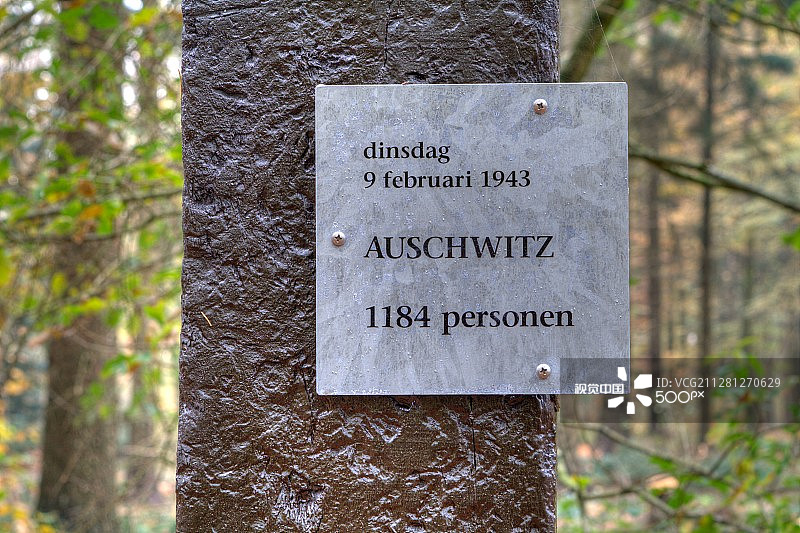 dinsdag
9 februari 1943
AUSCHWITZ
1184 personen
视觉中国
ID: VCG211281270629
500px